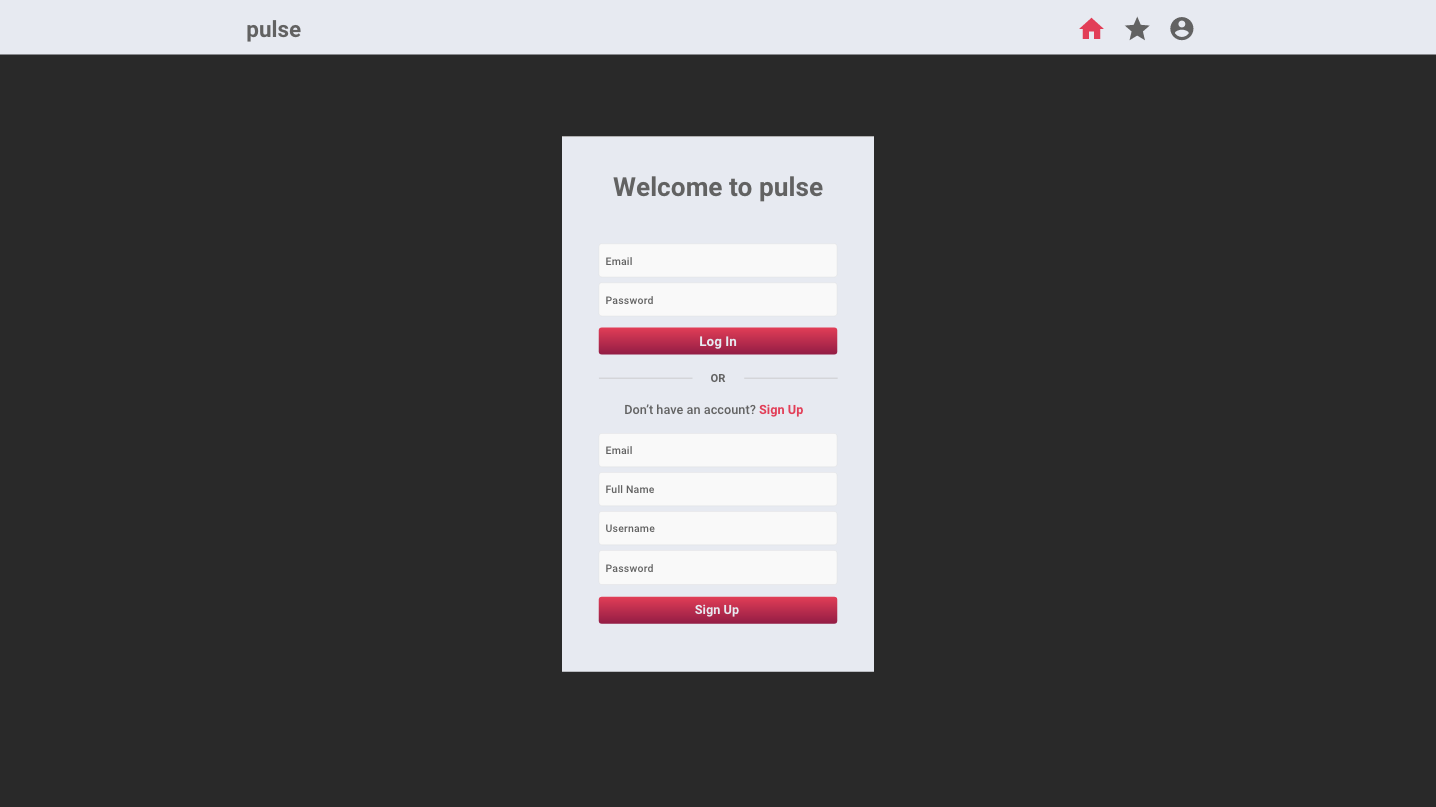 pulse
Welcome to pulse
Email
Password
Log In
OR
Don’t have an account? Sign Up
Email
Full Name
Username
Password
Sign Up